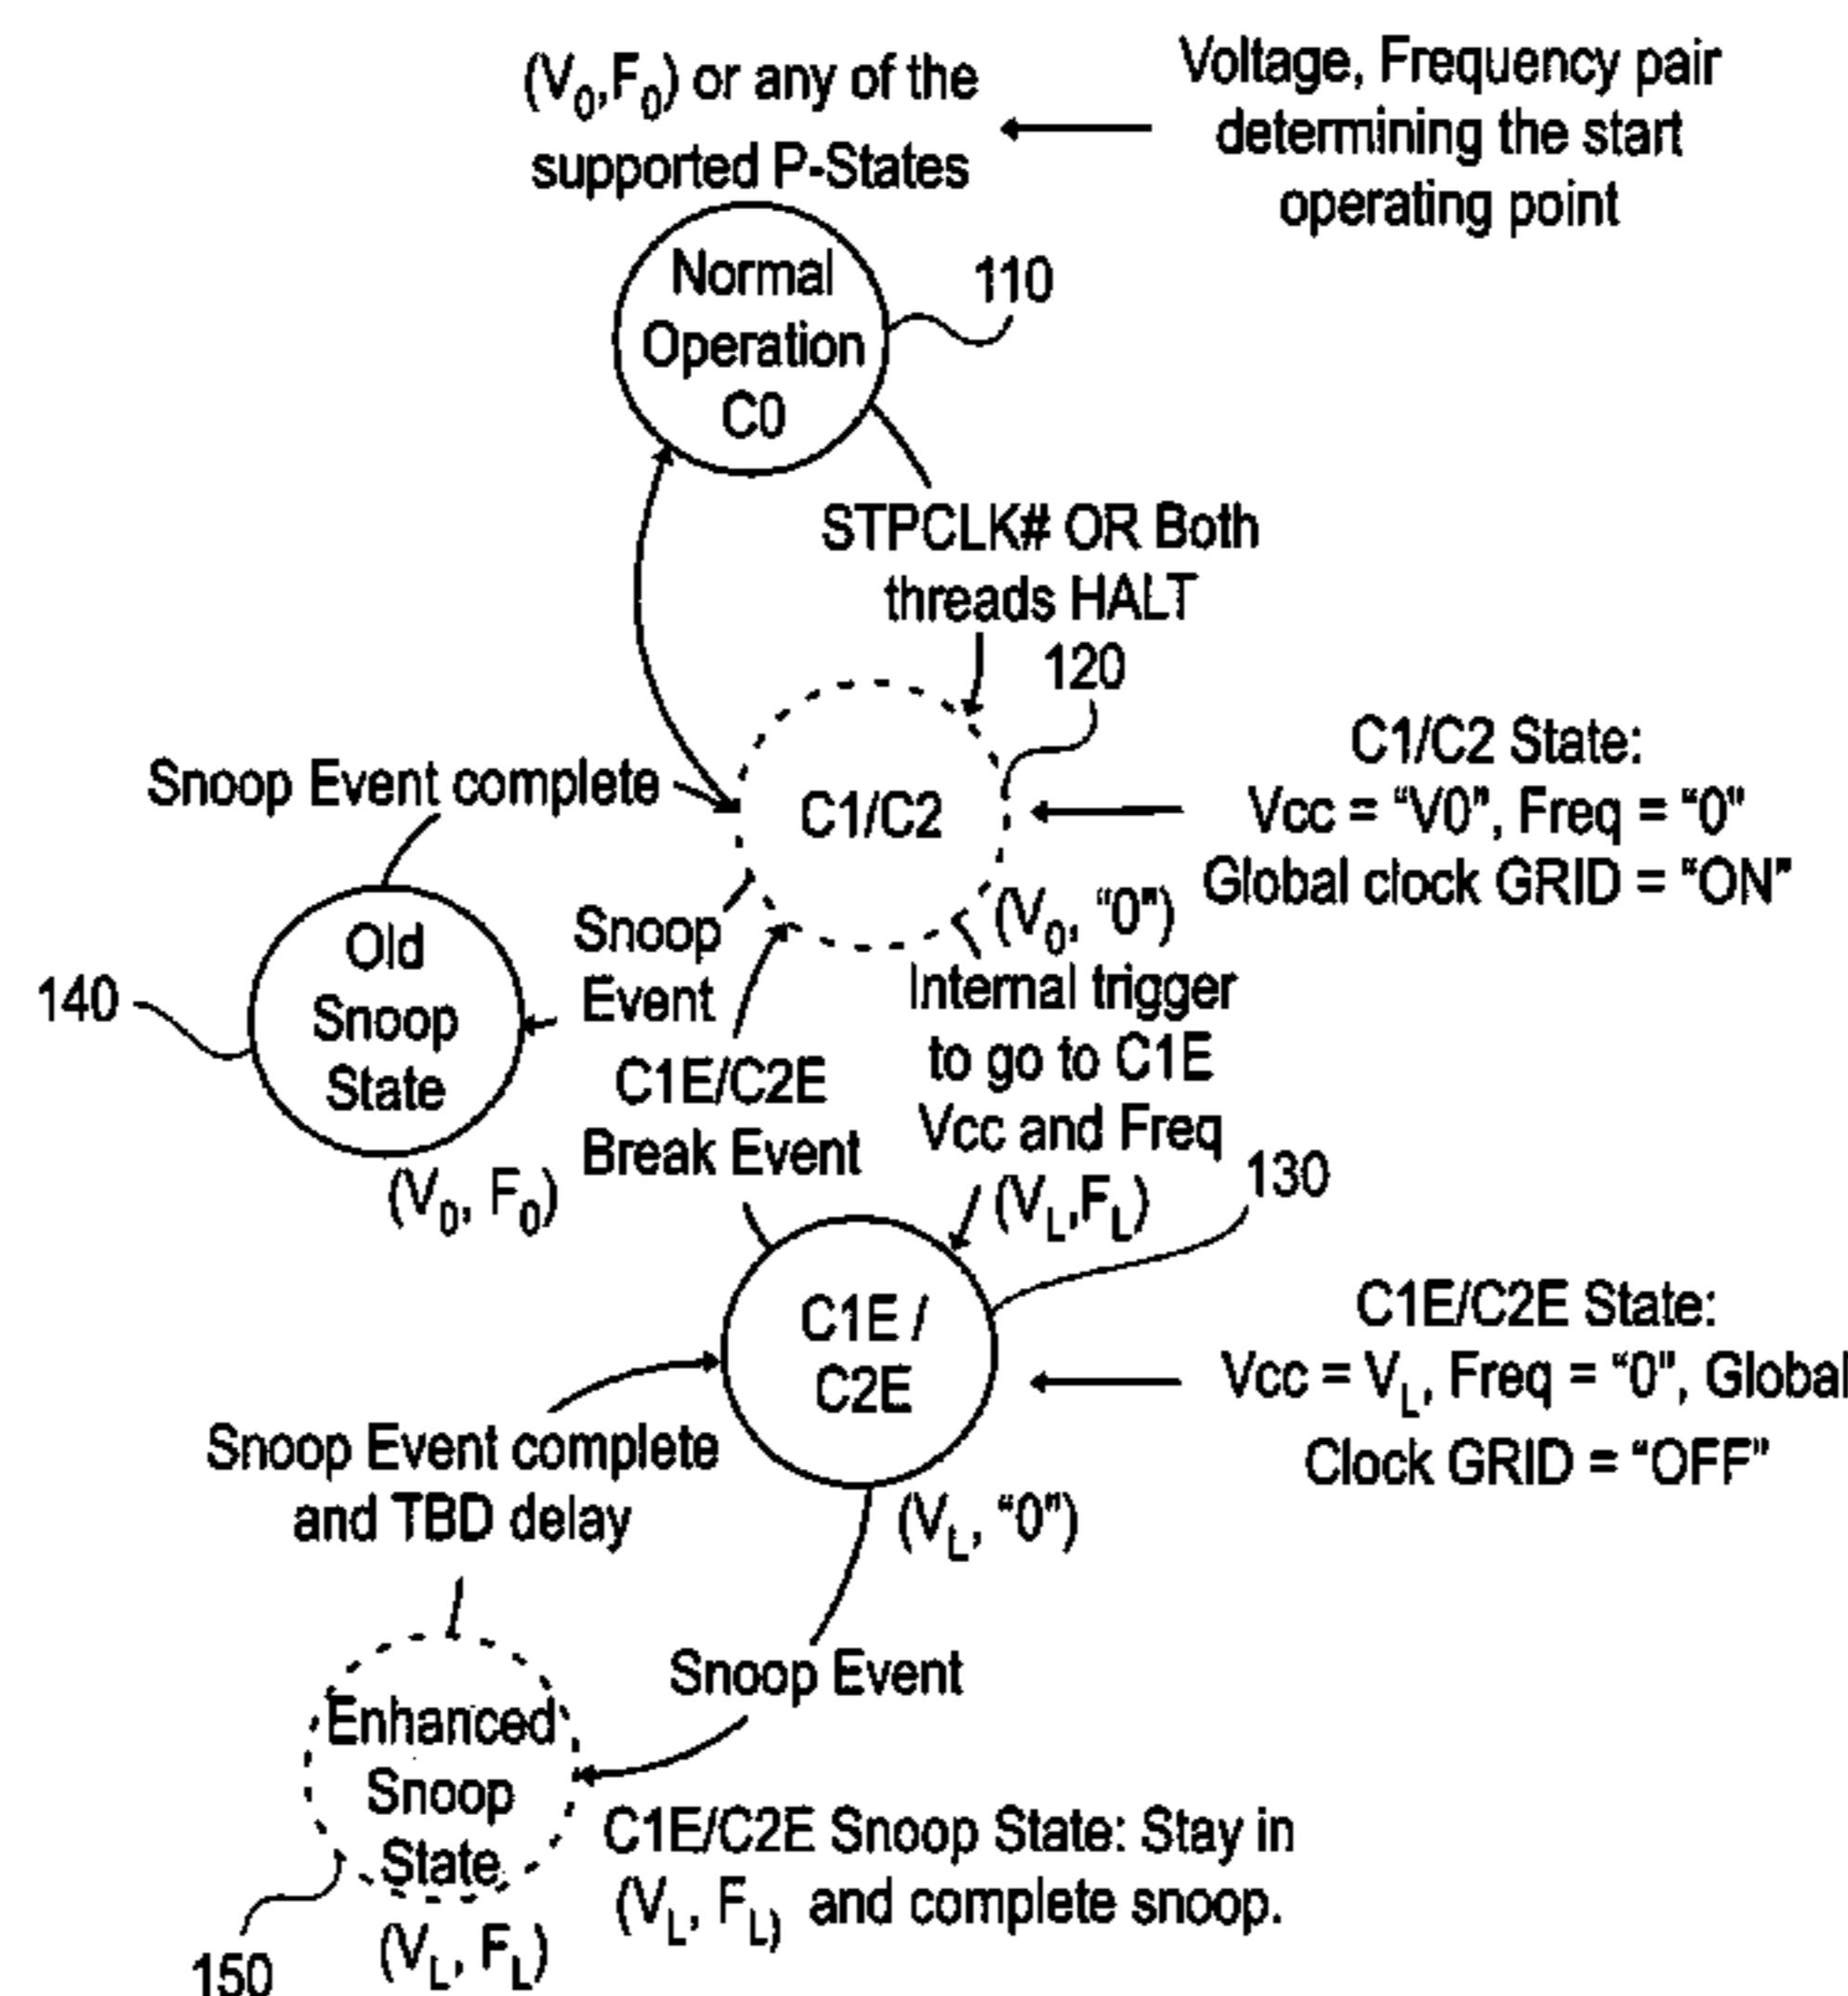 (V0,F0) or any of the
supported P-States
Voltage, Frequency pair
determining the start
operating point
Normal
Operation
C0
110
STPCLK# OR Both
threads HALT
120
C1/C2
C1/C2 State:
Vcc = "V0", Freq = "0"
Global clock GRID = "ON"
(V0, "0")
Snoop Event complete
Old
Snoop
State
140
(V0, F0)
Snoop
Event
C1E/C2E
Break Event
Internal trigger
to go to C1E
Vcc and Freq
(VL,FL)
130
C1E /
C2E
C1E/C2E State:
Vcc = VL, Freq = "0", Global
Clock GRID = "OFF"
(VL, "0")
Snoop Event complete
and TBD delay
Snoop Event
Enhanced
Snoop
State
C1E/C2E Snoop State: Stay in
(VL, FL) and complete snoop.
150
(VL, FL)